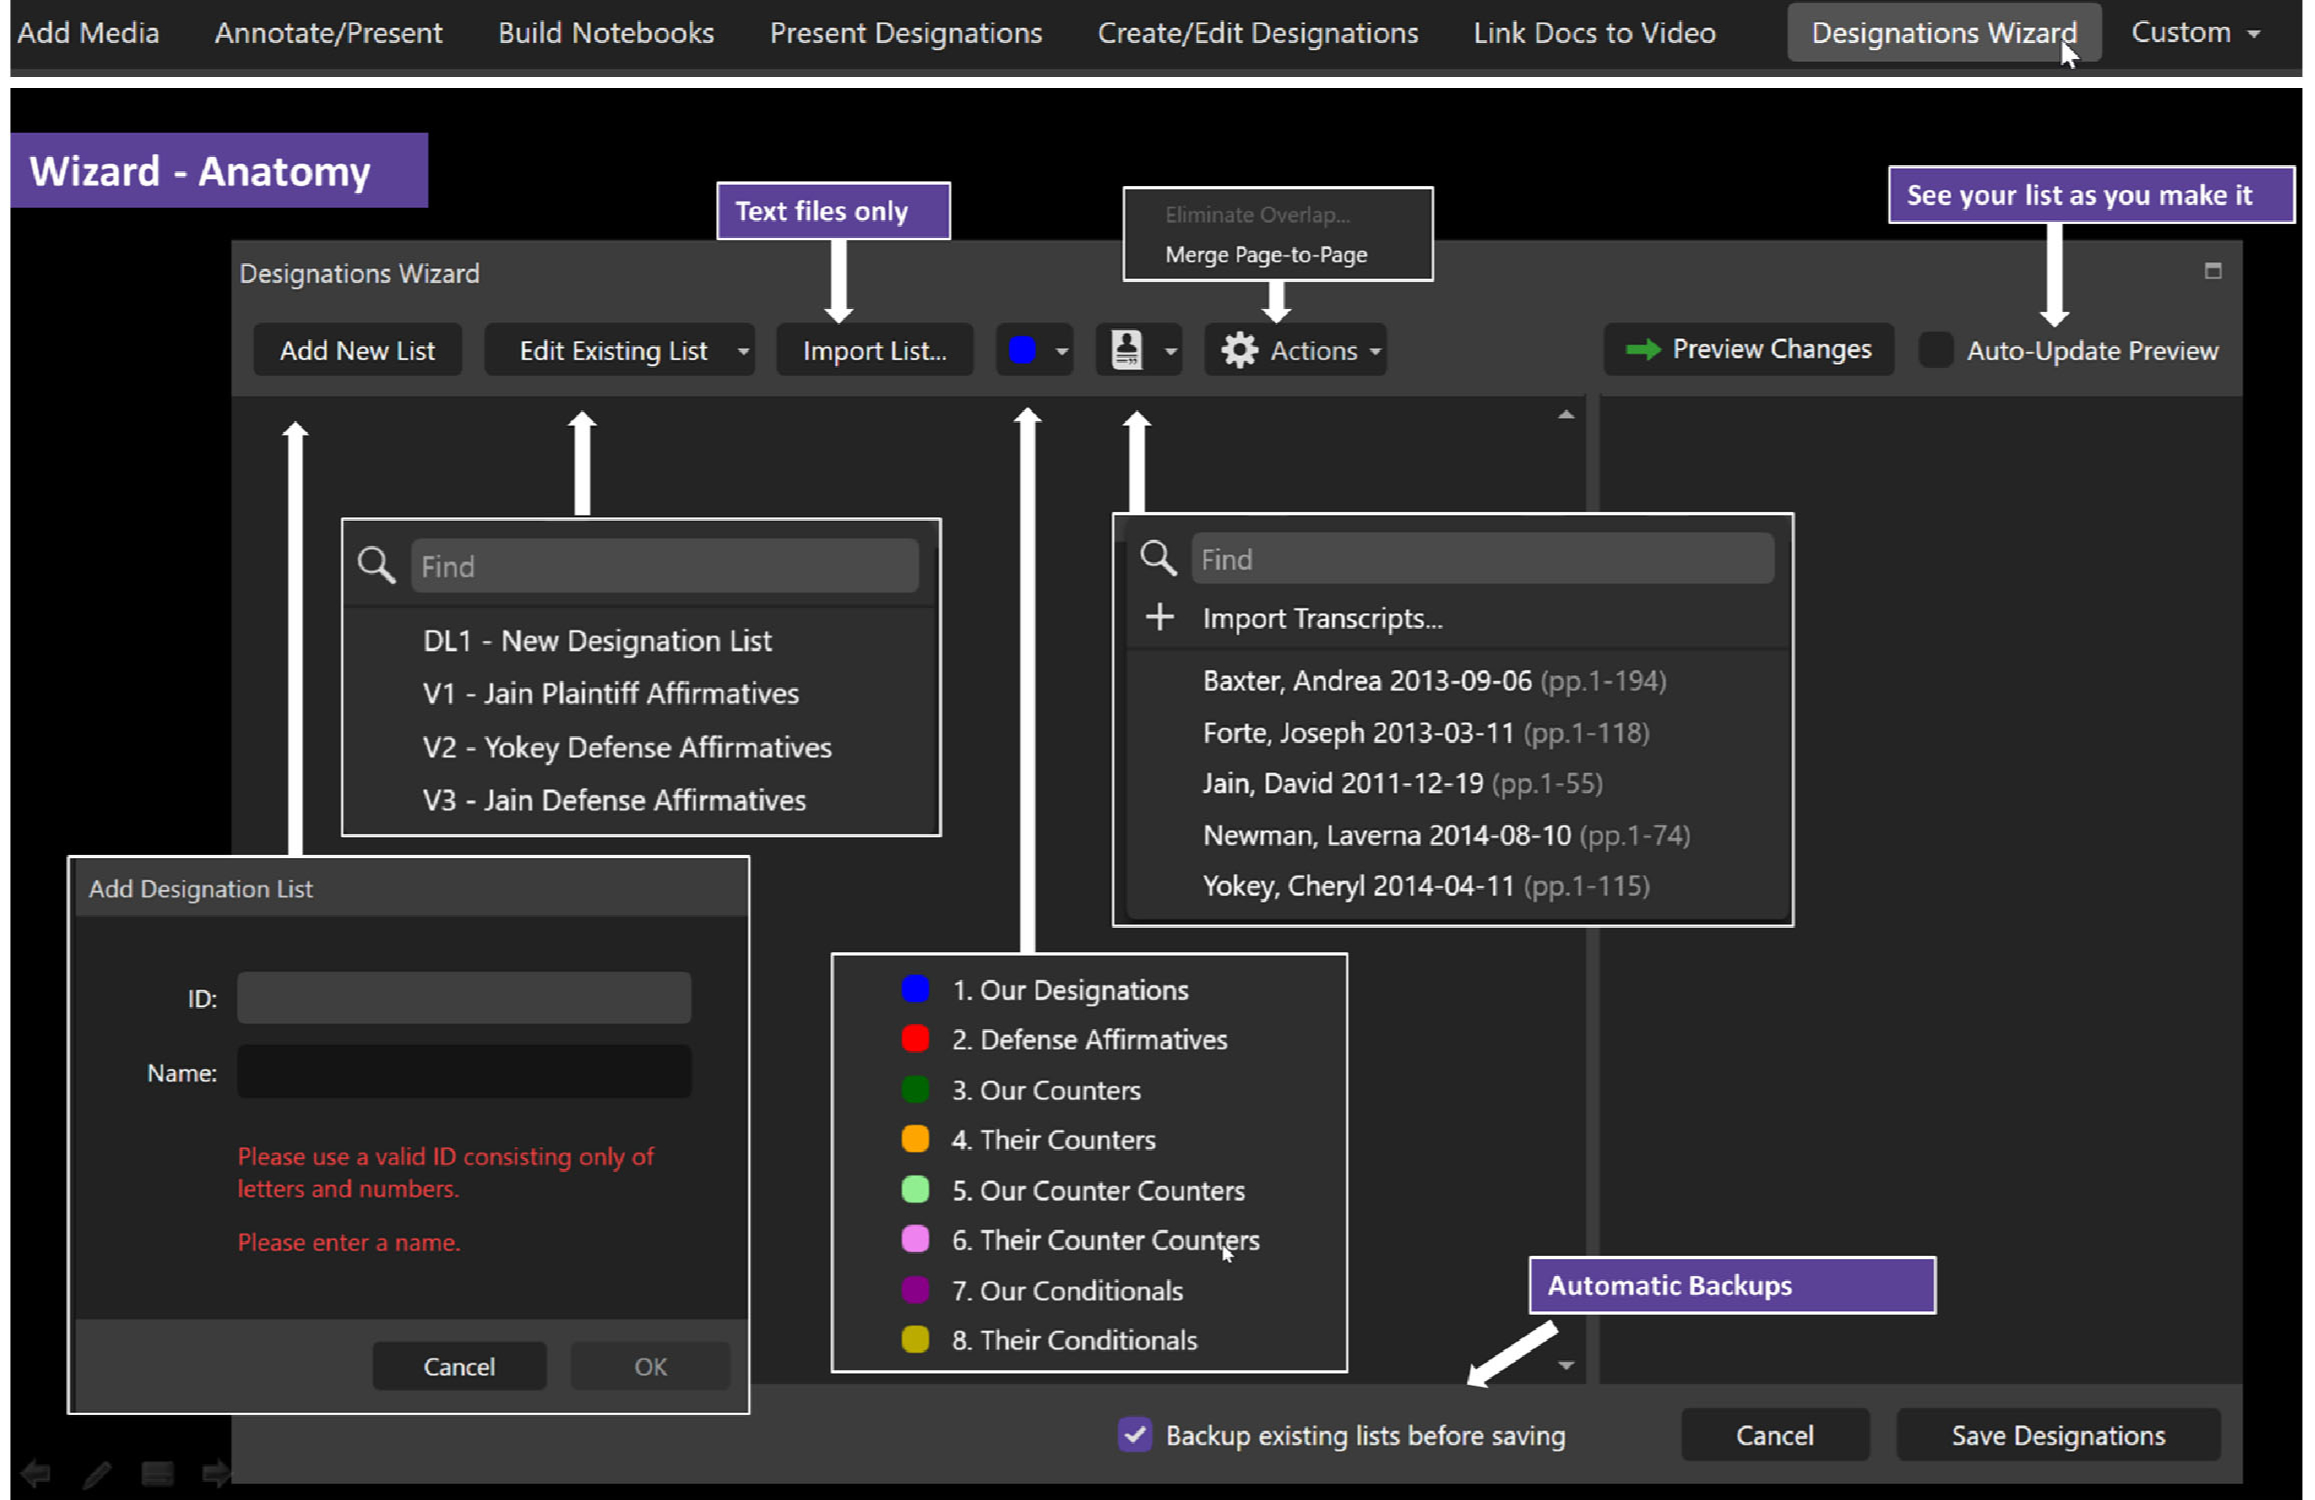 Add Media
Annotate/Present
Build Notebooks
Present Designations
Create/Edit Designations
Link Docs to Video
Designations Wizard
Custom
Wizard - Anatomy
Text files only
Eliminate Overlap...
Merge Page-to-Page
See your list as you make it
Designations Wizard
Add New List
Edit Existing List
Import List...
Actions
Preview Changes
Auto-Update Preview
Find
DL1 - New Designation List
V1 - Jain Plaintiff Affirmatives
V2 - Yokey Defense Affirmatives
V3 - Jain Defense Affirmatives
Find
Import Transcripts...
Baxter, Andrea 2013-09-06 (pp.1-194)
Forte, Joseph 2013-03-11 (pp.1-118)
Jain, David 2011-12-19 (pp.1-55)
Newman, Laverna 2014-08-10 (pp.1-74)
Yokey, Cheryl 2014-04-11 (pp.1-115)
Add Designation List
ID:
Name:
Please use a valid ID consisting only of
letters and numbers.
Please enter a name.
Cancel
OK
1. Our Designations
2. Defense Affirmatives
3. Our Counters
4. Their Counters
5. Our Counter Counters
6. Their Counter Counters
7. Our Conditionals
8. Their Conditionals
Automatic Backups
Backup existing lists before saving
Cancel
Save Designations